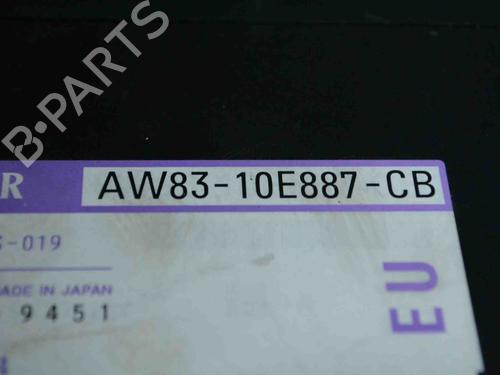 B·PARTS
R AW83-10E887-CB
-019
MADE IN JAPAN
9451
EU